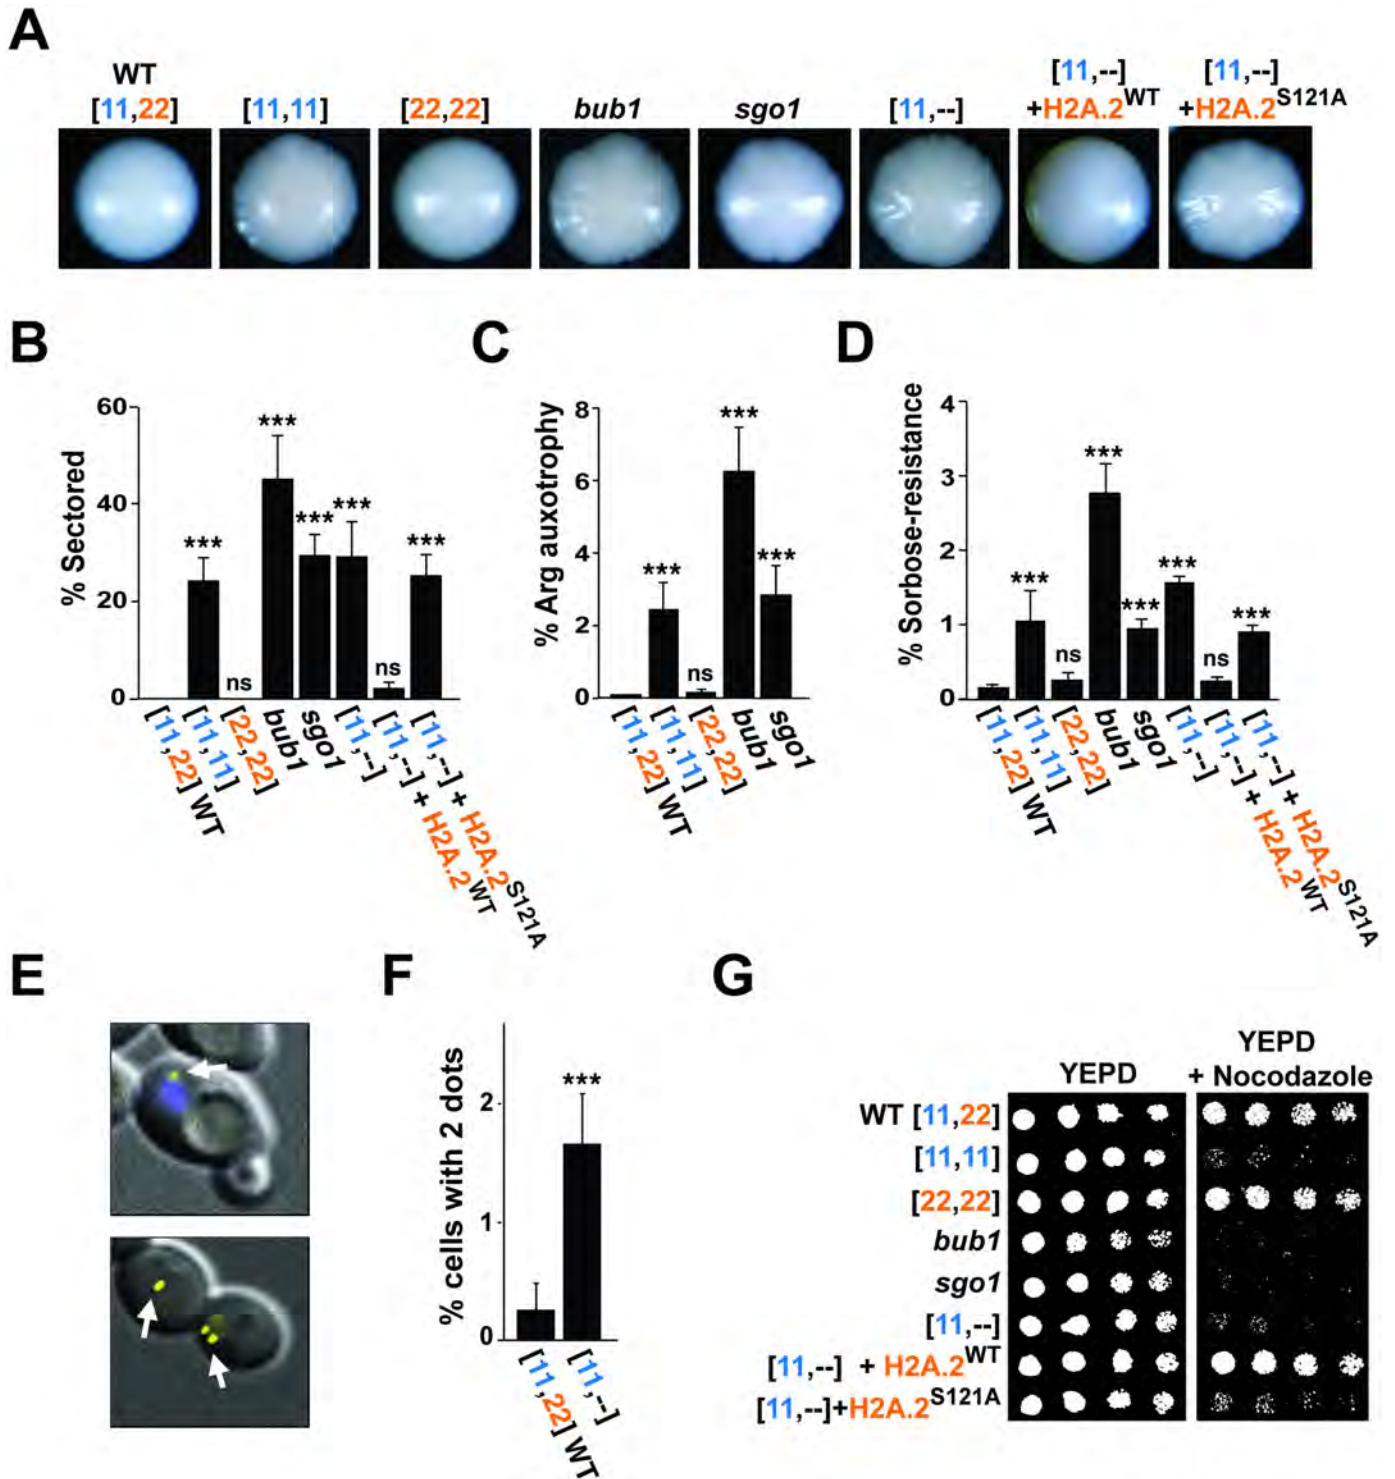 A
WT
[11,22]
[11,11]
[22,22]
bub1
sgo1
[11,--]
[11,--]
+H2A.2WT
[11,--]
+H2A.2S121A
B
% Sectored
60
40
20
0
***
ns
***
***
***
ns
***
[11,22] WT
[11,11]
[22,22]
bub1
sgo1
[11,--]
[11,--] + H2A.2WT
[11,--] + H2A.2S121A
C
% Arg auxotrophy
8
6
4
2
0
***
ns
***
***
[11,22] WT
[11,11]
[22,22]
bub1
sgo1
D
% Sorbose-resistance
4
3
2
1
0
***
ns
***
***
***
ns
***
[11,22] WT
[11,11]
[22,22]
bub1
sgo1
[11,--]
[11,--] + H2A.2WT
[11,--] + H2A.2S121A
E
F
% cells with 2 dots
2
1
0
***
[11,22] WT
[11,--]
G
YEPD
YEPD
+ Nocodazole
WT [11,22]
[11,11]
[22,22]
bub1
sgo1
[11,--]
[11,--] + H2A.2WT
[11,--]+H2A.2S121A